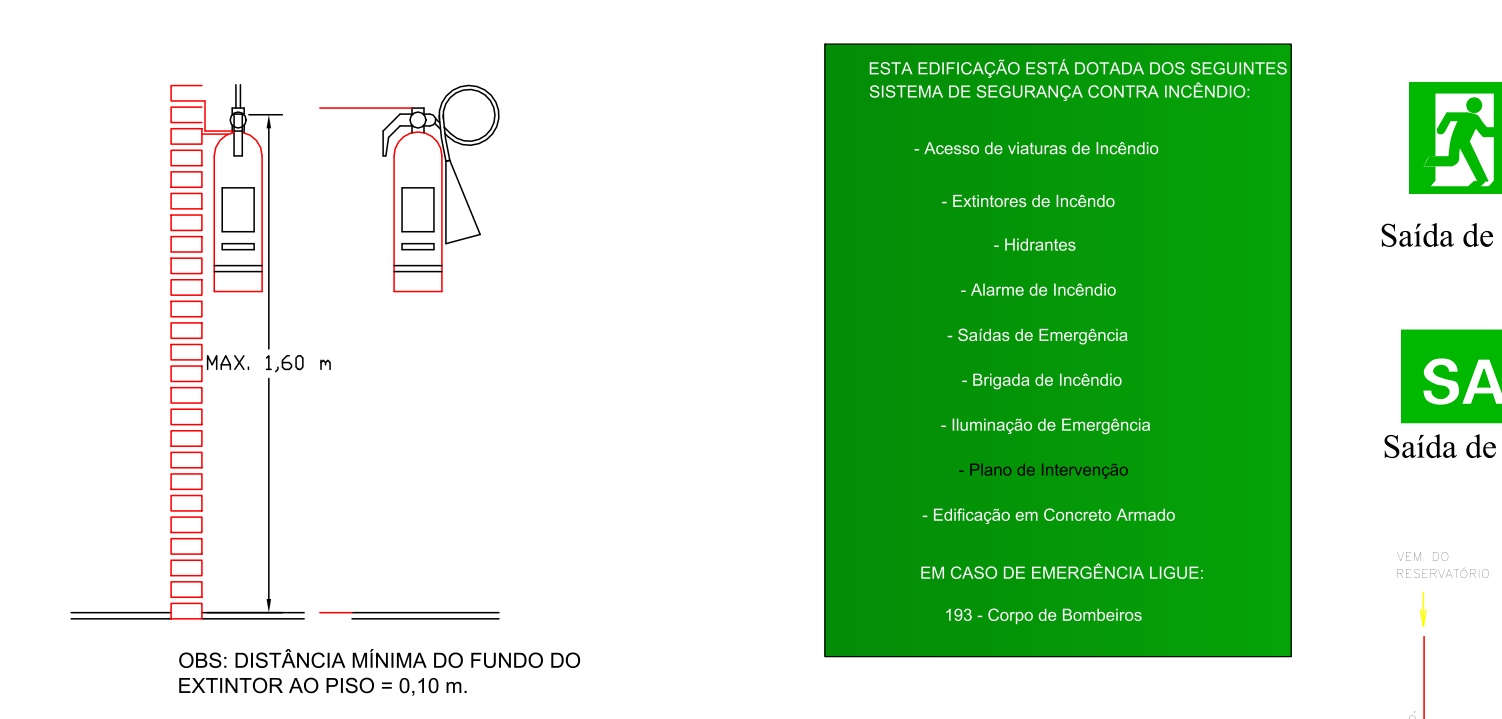 MAX. 1,60 m
OBS: DISTÂNCIA MÍNIMA DO FUNDO DO
EXTINTOR AO PISO = 0,10 m.
ESTA EDIFICAÇÃO ESTÁ DOTADA DOS SEGUINTES
SISTEMA DE SEGURANÇA CONTRA INCÊNDIO:
- Acesso de viaturas de Incêndio
- Extintores de Incêndo
- Hidrantes
- Alarme de Incêndio
- Saídas de Emergência
- Brigada de Incêndio
- Iluminação de Emergência
- Plano de Intervenção
- Edificação em Concreto Armado
EM CASO DE EMERGÊNCIA LIGUE:
193 - Corpo de Bombeiros
Saída de
SA
Saída de
VEM DO
RESERVATÓRIO